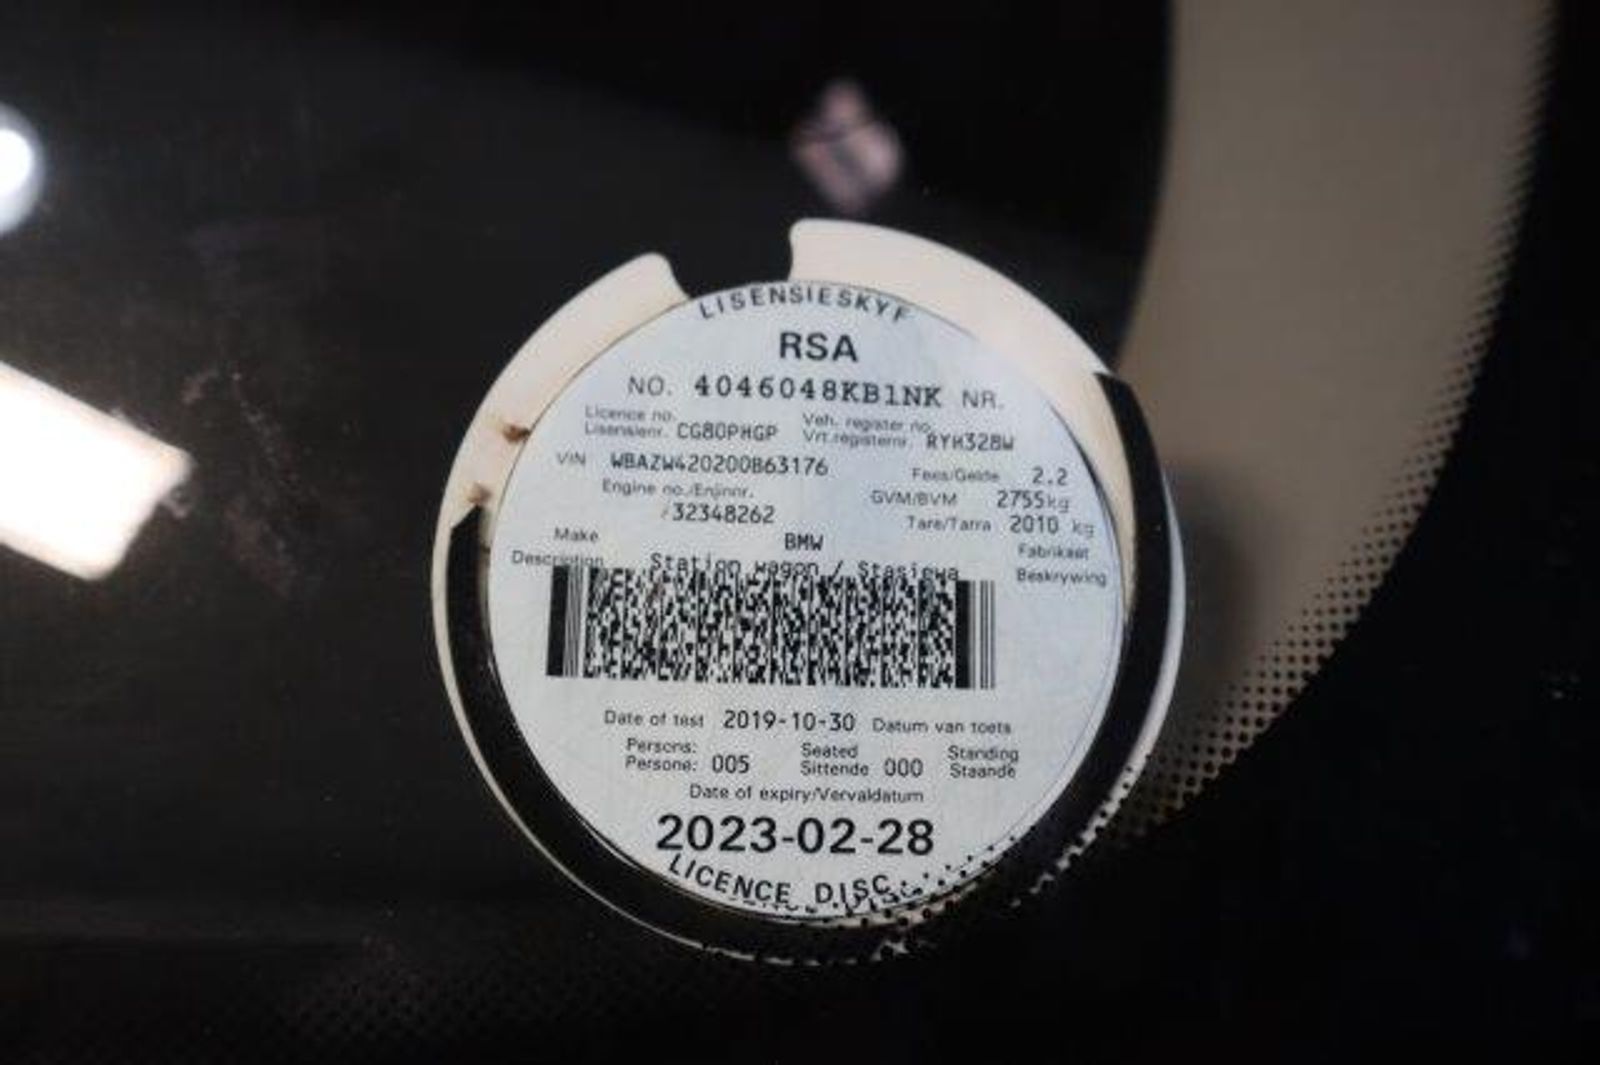 LISENSIESKYF
RSA
NO. 4046048KB1NK NR.
Licence no. Veh. register no.
Lisensienr. CG80PHGP Vrt.registernr. RYH328W
VIN WBAZW420200B63176 Fees/Gelde 2.2
Engine no./Enjinnr. GVM/BVM 2755kg
32348262 Tare/Tarra 2010 kg
Make BMW Fabrikaat
Description Station wagon / Stasiewa Beskrywing
Date of test 2019-10-30 Datum van toets
Persons: Seated Standing
Persone: 005 Sittende 000 Staande
Date of expiry/Vervaldatum
2023-02-28
LICENCE DISC